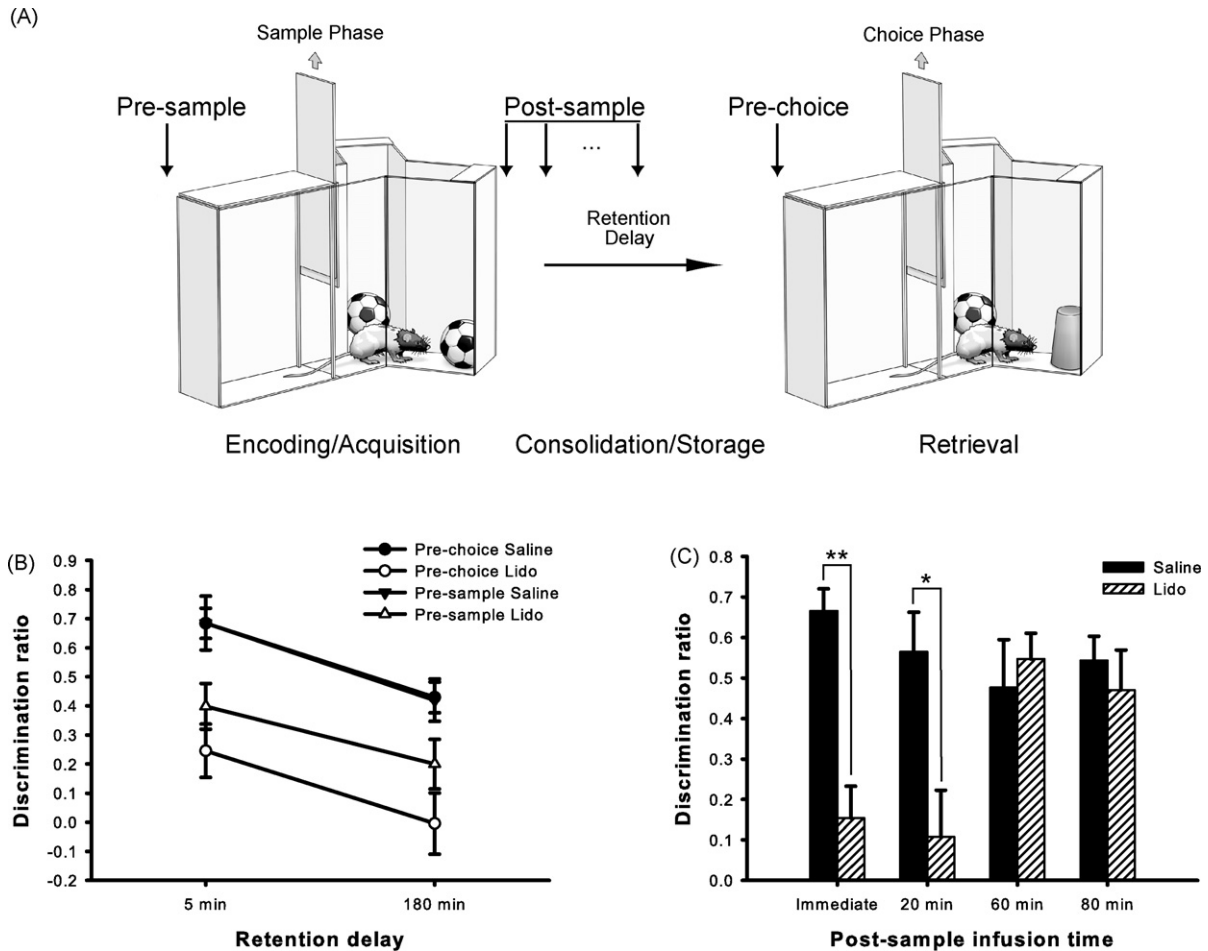 (A)
Sample Phase
Choice Phase
Pre-sample
Post-sample
Pre-choice
...
Retention
Delay
Encoding/Acquisition
Consolidation/Storage
Retrieval
(B)
Pre-choice Saline
Pre-choice Lido
Pre-sample Saline
Pre-sample Lido
Discrimination ratio
0.9
0.8
0.7
0.6
0.5
0.4
0.3
0.2
0.1
0.0
-0.1
-0.2
5 min
180 min
Retention delay
(C)
Saline
Lido
**
*
Discrimination ratio
0.8
0.7
0.6
0.5
0.4
0.3
0.2
0.1
0.0
Immediate
20 min
60 min
80 min
Post-sample infusion time